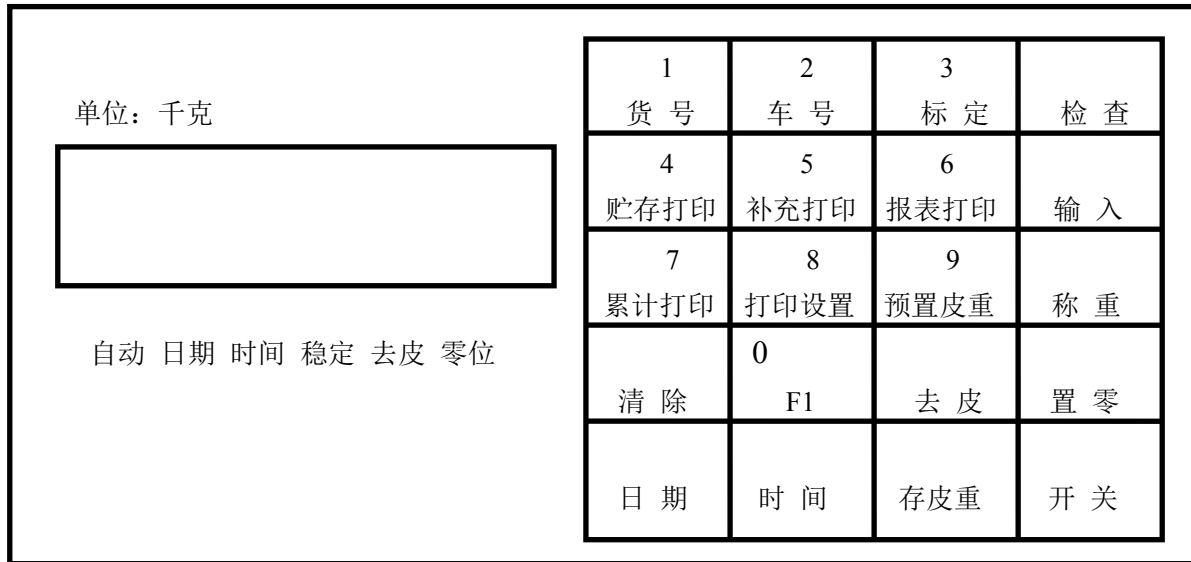 单位：千克
自动 日期 时间 稳定 去皮 零位
1 2 3
货 号 车 号 标 定 检 查
4 5 6
贮存打印 补充打印 报表打印 输 入
7 8 9
累计打印 打印设置 预置皮重 称 重
0
清 除 F1 去 皮 置 零
日 期 时 间 存皮重 开 关